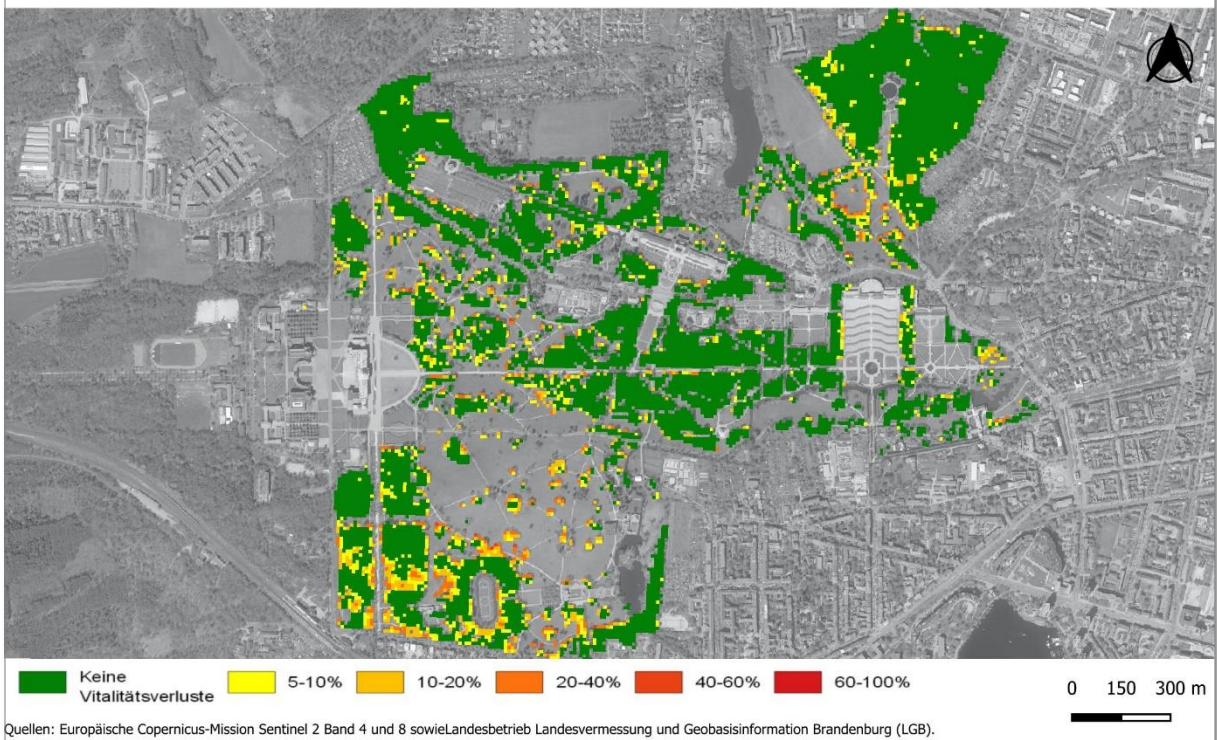 Keine
Vitalitätsverluste
5-10%
10-20%
20-40%
40-60%
60-100%
0 150 300 m
Quellen: Europäische Copernicus-Mission Sentinel 2 Band 4 und 8 sowieLandesbetrieb Landesvermessung und Geobasisinformation Brandenburg (LGB).